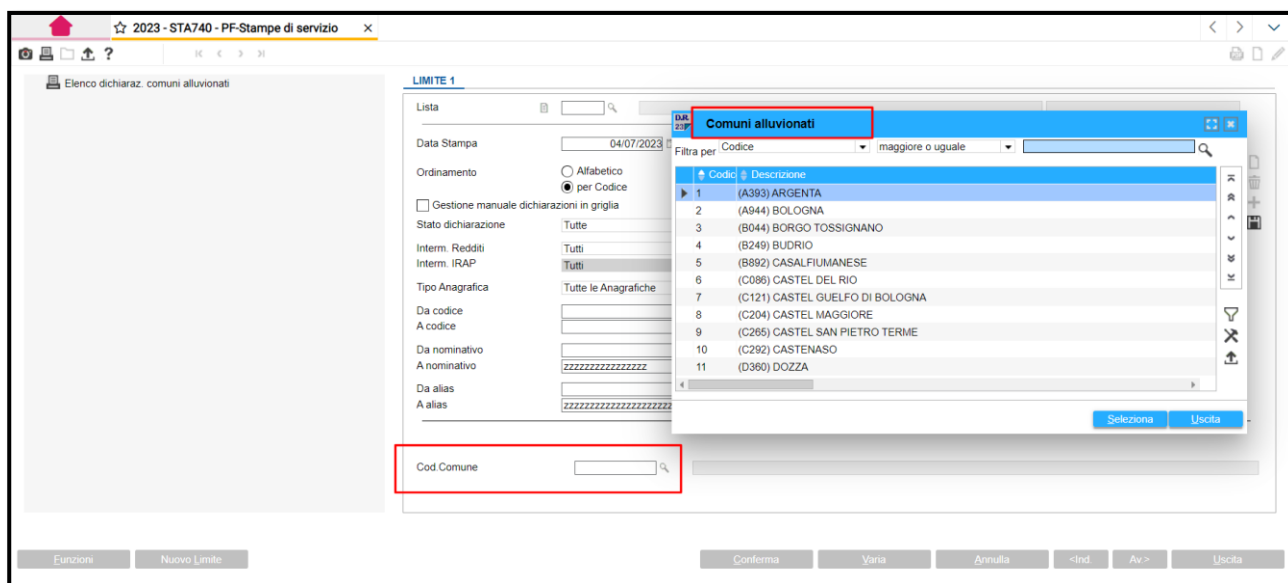 2023 - STA740 - PF-Stampe di servizio
Elenco dichiaraz. comuni alluvionati
LIMITE 1
Lista
Data Stampa 04/07/2023
Ordinamento Alfabetico
per Codice
Gestione manuale dichiarazioni in griglia
Stato dichiarazione Tutte
Interm. Redditi Tutti
Interm. IRAP Tutti
Tipo Anagrafica Tutte le Anagrafiche
Da codice
A codice
Da nominativo
A nominativo zzzzzzzzzzzzzzzz
Da alias
A alias
Cod.Comune
Comuni alluvionati
Filtra per Codice maggiore o uguale
Codic Descrizione
1 (A393) ARGENTA
2 (A944) BOLOGNA
3 (B044) BORGO TOSSIGNANO
4 (B249) BUDRIO
5 (B892) CASALFIUMANESE
6 (C086) CASTEL DEL RIO
7 (C121) CASTEL GUELFO DI BOLOGNA
8 (C204) CASTEL MAGGIORE
9 (C265) CASTEL SAN PIETRO TERME
10 (C292) CASTENASO
11 (D360) DOZZA
Seleziona Uscita
Funzioni Nuovo Limite Conferma Varia Annulla <Ind. Av.> Uscita